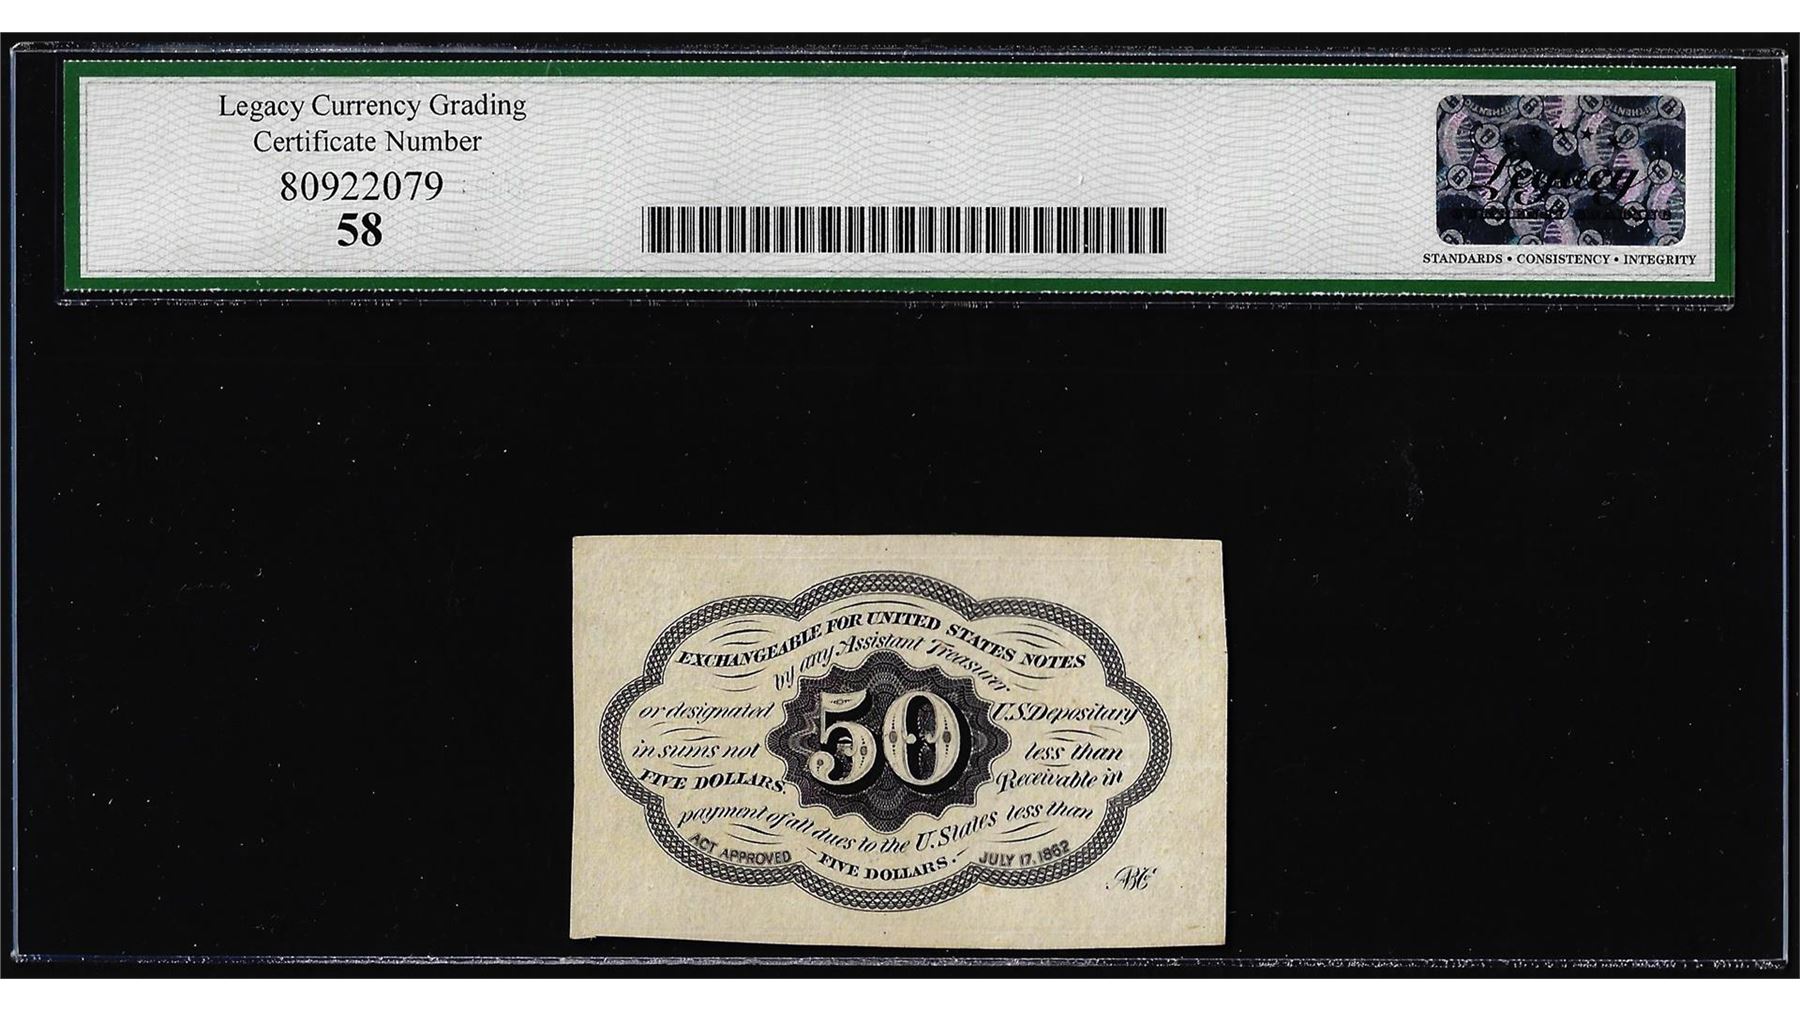 Legacy Currency Grading
Certificate Number
80922079
58
Legacy
STANDARDS • CONSISTENCY • INTEGRITY
EXCHANGEABLE FOR UNITED STATES NOTES
by any Assistant Treasurer
or designated U.S. Depositary
in sums not less than
FIVE DOLLARS. Receivable in
payment of all dues to the U. States less than
FIVE DOLLARS.
ACT APPROVED JULY 17. 1862
50
ABC